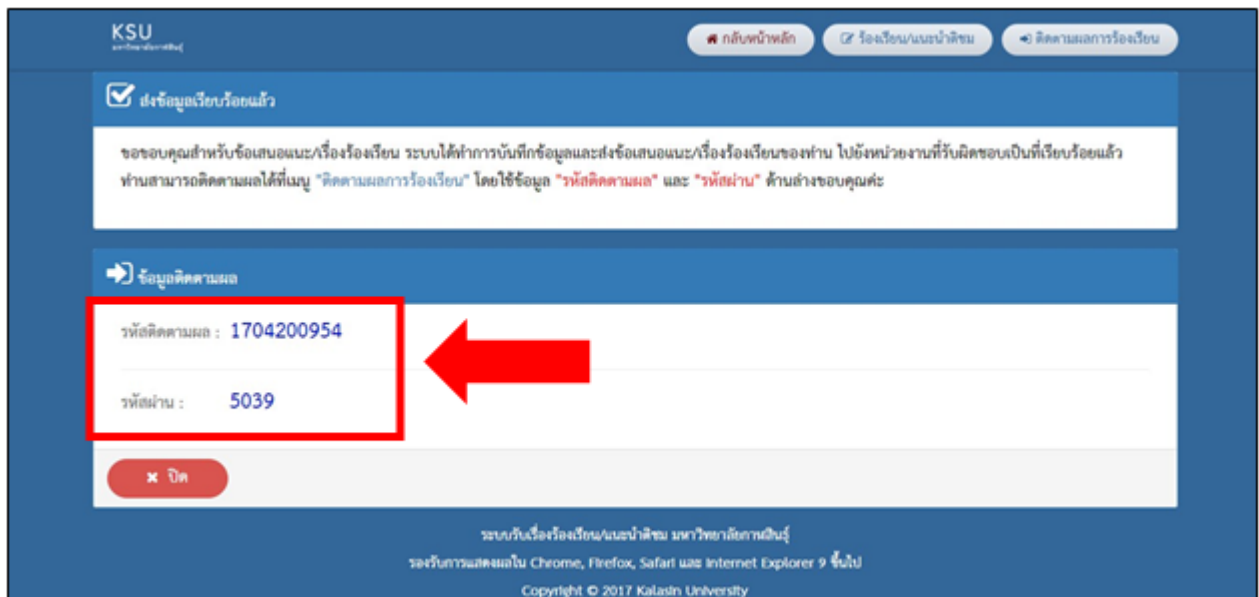 KSU
มหาวิทยาลัยกาฬสินธุ์
กลับหน้าหลัก
ร้องเรียน/แนะนำติชม
ติดตามผลการร้องเรียน
ส่งข้อมูลเรียบร้อยแล้ว
ขอขอบคุณสำหรับข้อเสนอแนะ/เรื่องร้องเรียน ระบบได้ทำการบันทึกข้อมูลและส่งข้อเสนอแนะ/เรื่องร้องเรียนของท่าน ไปยังหน่วยงานที่รับผิดชอบเป็นที่เรียบร้อยแล้ว
ท่านสามารถติดตามผลได้ที่เมนู "ติดตามผลการร้องเรียน" โดยใช้ข้อมูล "รหัสติดตามผล" และ "รหัสผ่าน" ด้านล่างขอบคุณค่ะ
ข้อมูลติดตามผล
รหัสติดตามผล : 1704200954
รหัสผ่าน : 5039
ปิด
ระบบรับเรื่องร้องเรียน/แนะนำติชม มหาวิทยาลัยกาฬสินธุ์
รองรับการแสดงผลใน Chrome, Firefox, Safari และ Internet Explorer 9 ขึ้นไป
Copyright © 2017 Kalasin University